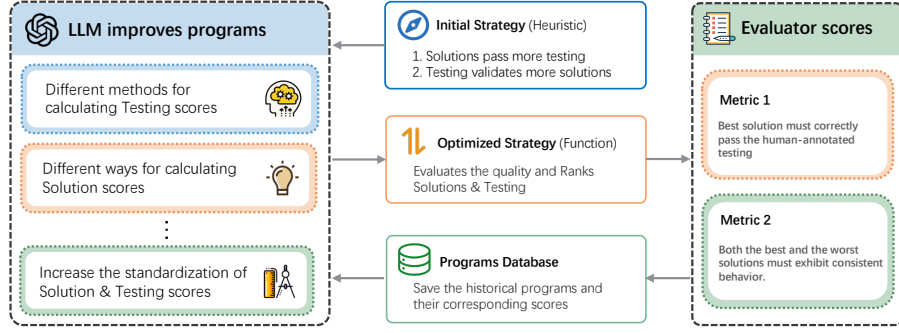 LLM improves programs
Different methods for
calculating Testing scores
Different ways for calculating
Solution scores
⋮
Increase the standardization of
Solution & Testing scores
Initial Strategy (Heuristic)
1. Solutions pass more testing
2. Testing validates more solutions
Optimized Strategy (Function)
Evaluates the quality and Ranks
Solutions & Testing
Programs Database
Save the historical programs and
their corresponding scores
Evaluator scores
Metric 1
Best solution must correctly
pass the human-annotated
testing
Metric 2
Both the best and the worst
solutions must exhibit consistent
behavior.